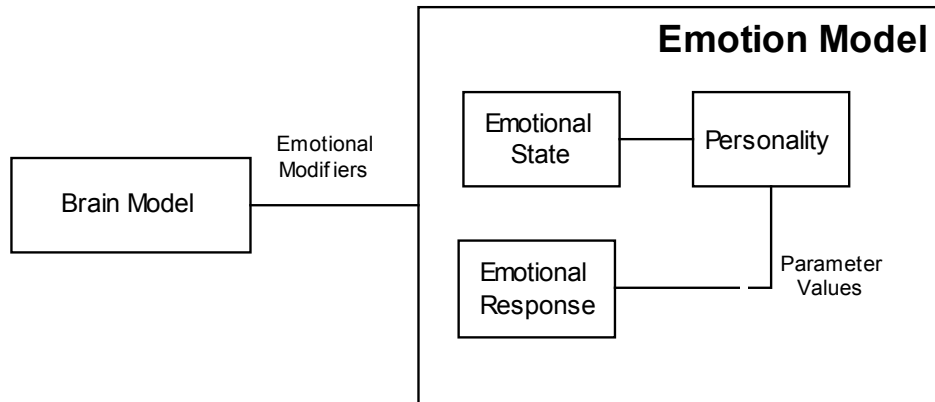 Emotion Model
Emotional
State
Personality
Emotional
Modifiers
Brain Model
Emotional
Response
Parameter
Values